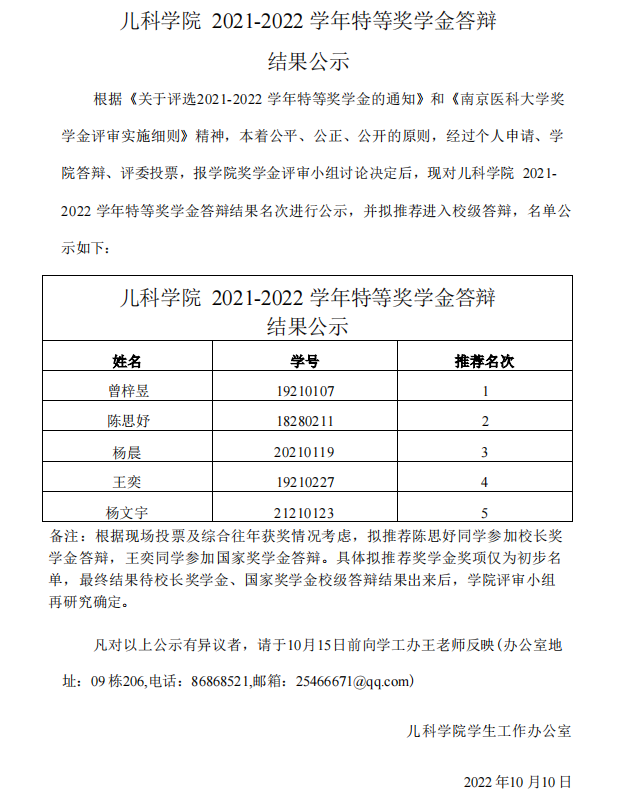 儿科学院 2021-2022 学年特等奖学金答辩
结果公示
根据《关于评选2021-2022 学年特等奖学金的通知》和《南京医科大学奖
学金评审实施细则》精神，本着公平、公正、公开的原则，经过个人申请、学
院答辩、评委投票，报学院奖学金评审小组讨论决定后，现对儿科学院 2021-
2022 学年特等奖学金答辩结果名次进行公示，并拟推荐进入校级答辩，名单公
示如下：
儿科学院 2021-2022 学年特等奖学金答辩
结果公示
姓名 学号 推荐名次
曾梓昱 19210107 1
陈思妤 18280211 2
杨晨 20210119 3
王奕 19210227 4
杨文宇 21210123 5
备注：根据现场投票及综合往年获奖情况考虑，拟推荐陈思妤同学参加校长奖
学金答辩，王奕同学参加国家奖学金答辩。具体拟推荐奖学金奖项仅为初步名
单，最终结果待校长奖学金、国家奖学金校级答辩结果出来后，学院评审小组
再研究确定。
凡对以上公示有异议者，请于10月15日前向学工办王老师反映(办公室地
址：09 栋206,电话：86868521,邮箱：25466671@qq.com)
儿科学院学生工作办公室
2022 年10 月10 日